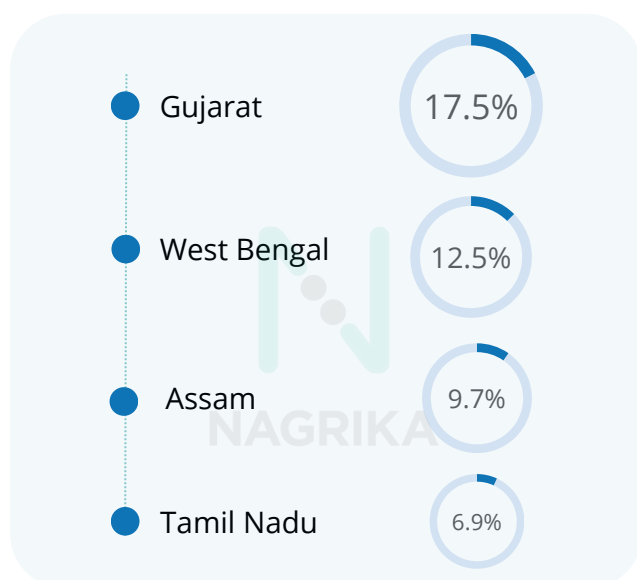 Gujarat 17.5%
West Bengal 12.5%
Assam 9.7%
NAGRIKA
Tamil Nadu 6.9%